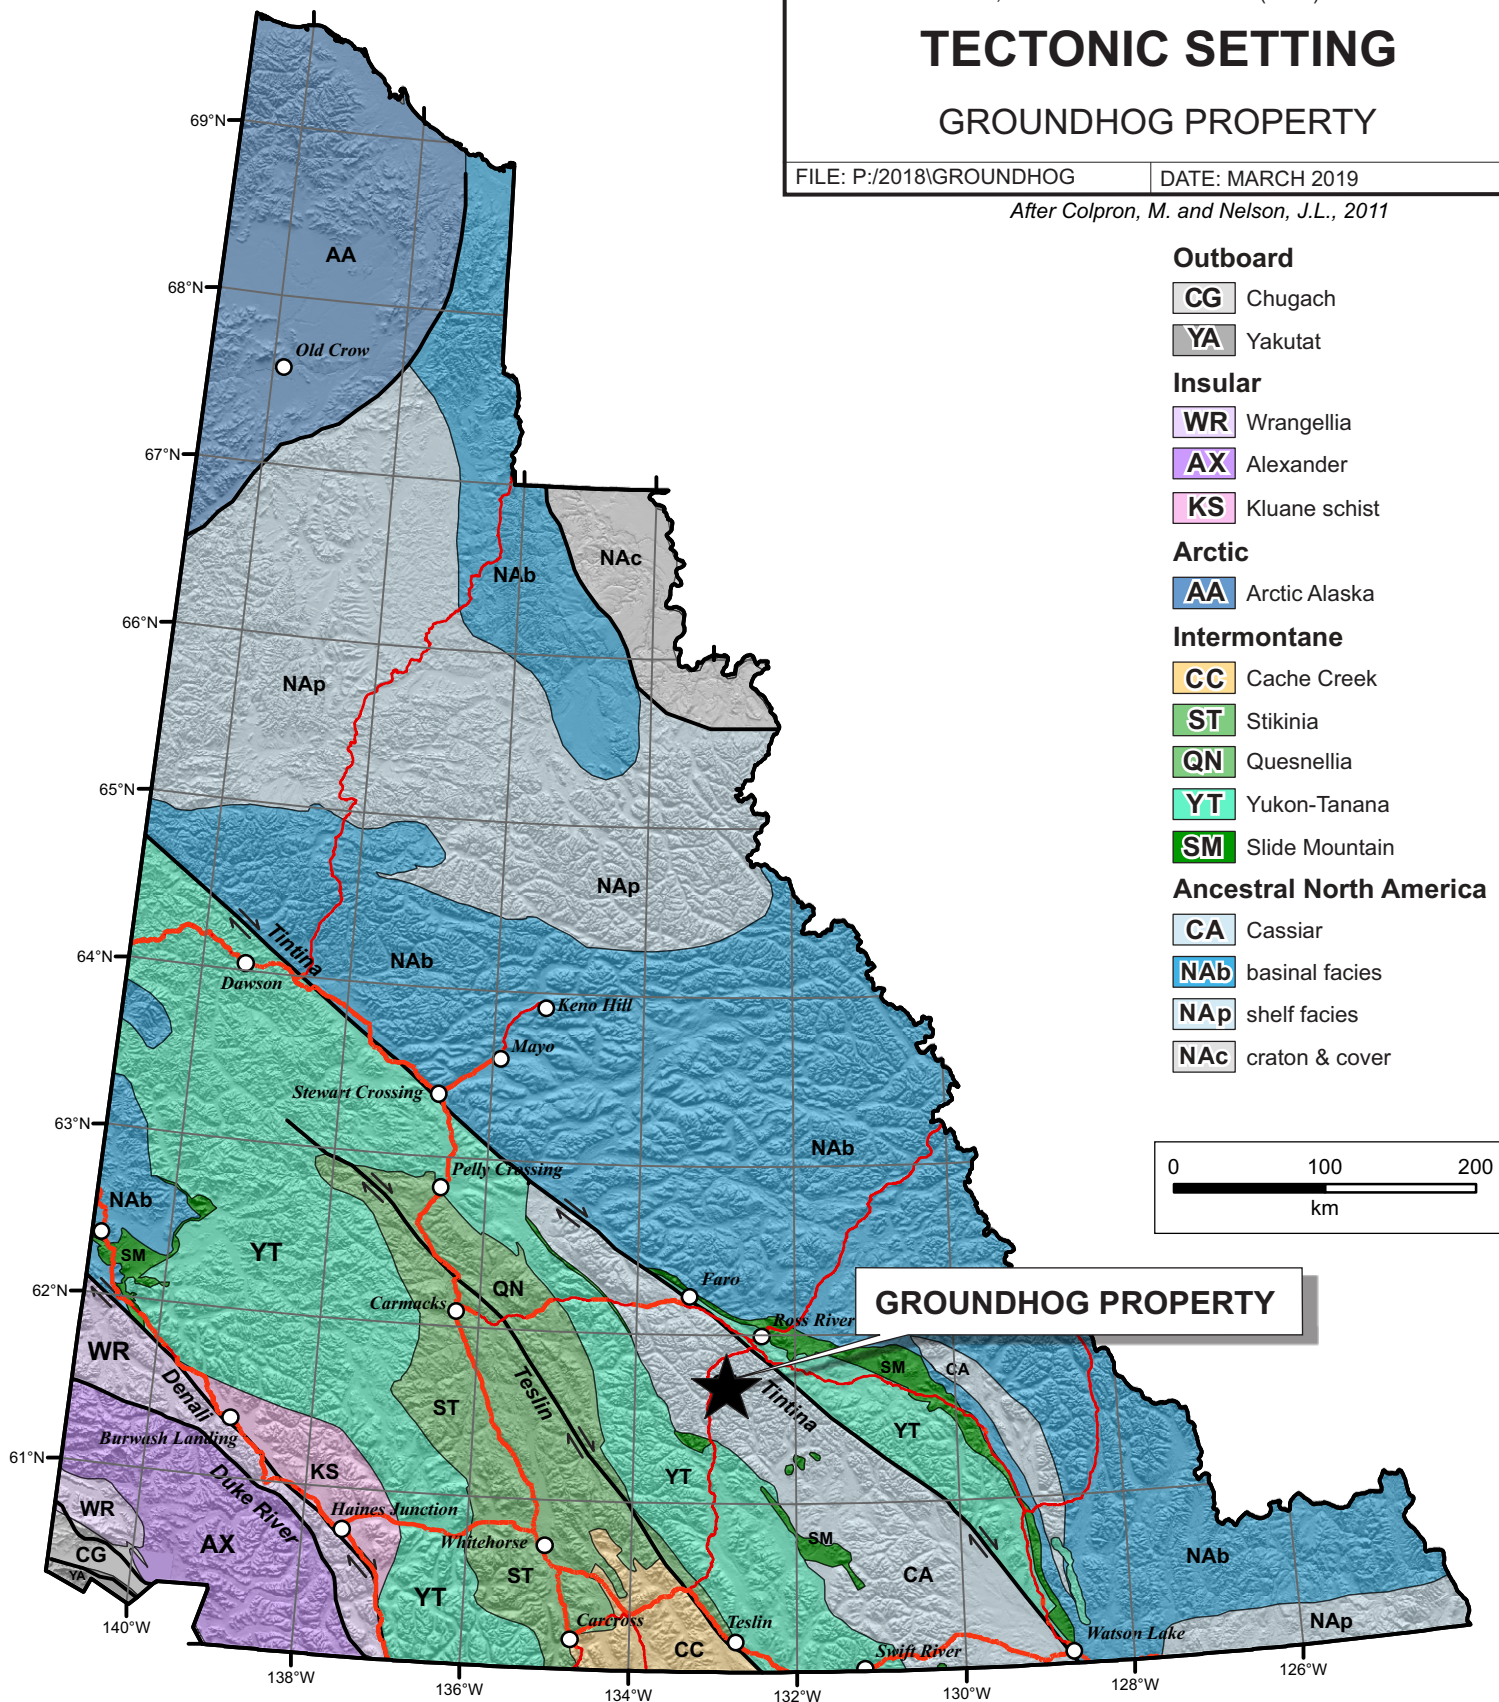 TECTONIC SETTING
GROUNDHOG PROPERTY
FILE: P:/2018\GROUNDHOG
DATE: MARCH 2019
After Colpron, M. and Nelson, J.L., 2011
Outboard
CG Chugach
YA Yakutat
Insular
WR Wrangellia
AX Alexander
KS Kluane schist
Arctic
AA Arctic Alaska
Intermontane
CC Cache Creek
ST Stikinia
QN Quesnellia
YT Yukon-Tanana
SM Slide Mountain
Ancestral North America
CA Cassiar
NAb basinal facies
NAp shelf facies
NAc craton & cover
0 100 200
km
69°N
AA
68°N
Old Crow
67°N
NAc
NAb
66°N
NAp
65°N
NAp
Tintina
64°N
NAb
Dawson
Keno Hill
Mayo
Stewart Crossing
63°N
NAb
Pelly Crossing
NAb
YT
SM
Faro
62°N
QN
GROUNDHOG PROPERTY
Carmacks
Ross River
WR
SM
CA
Denali
Teslin
Tintina
ST
YT
Burwash Landing
61°N
KS
YT
Duke River
WR
Haines Junction
SM
AX
Whitehorse
CG
NAb
YA
ST
CA
YT
140°W
Carcross
Teslin
NAp
CC
Swift River
Watson Lake
138°W
136°W
134°W
132°W
130°W
128°W
126°W